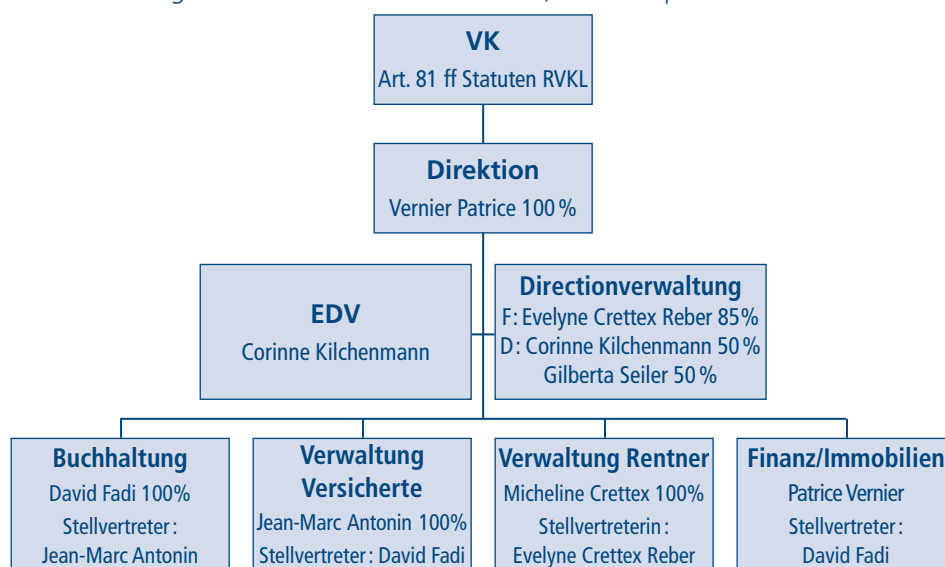 VK
Art. 81 ff Statuten RVKL
Direktion
Vernier Patrice 100 %
EDV
Corinne Kilchenmann
Directionverwaltung
F: Evelyne Crettex Reber 85%
D: Corinne Kilchenmann 50 %
Gilberta Seiler 50 %
Buchhaltung
David Fadi 100%
Stellvertreter:
Jean-Marc Antonin
Verwaltung
Versicherte
Jean-Marc Antonin 100%
Stellvertreter: David Fadi
Verwaltung Rentner
Micheline Crettex 100%
Stellvertreterin:
Evelyne Crettex Reber
Finanz/Immobilien
Patrice Vernier
Stellvertreter:
David Fadi